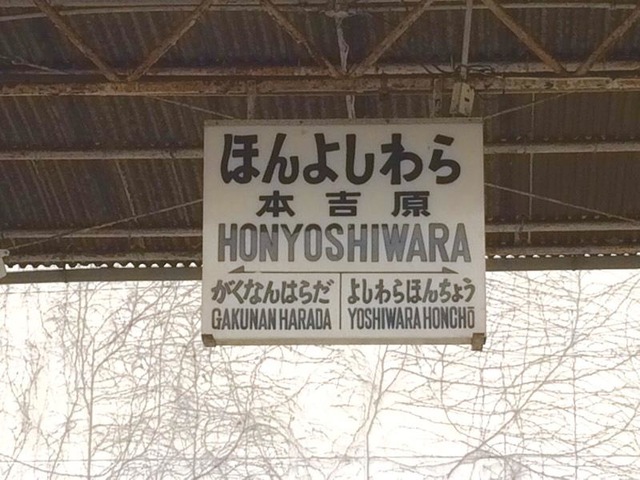 ほんよしわら
本吉原
HONYOSHIWARA
がくなんはらだ よしわらほんちょう
GAKUNAN HARADA YOSHIWARA HONCHŌ